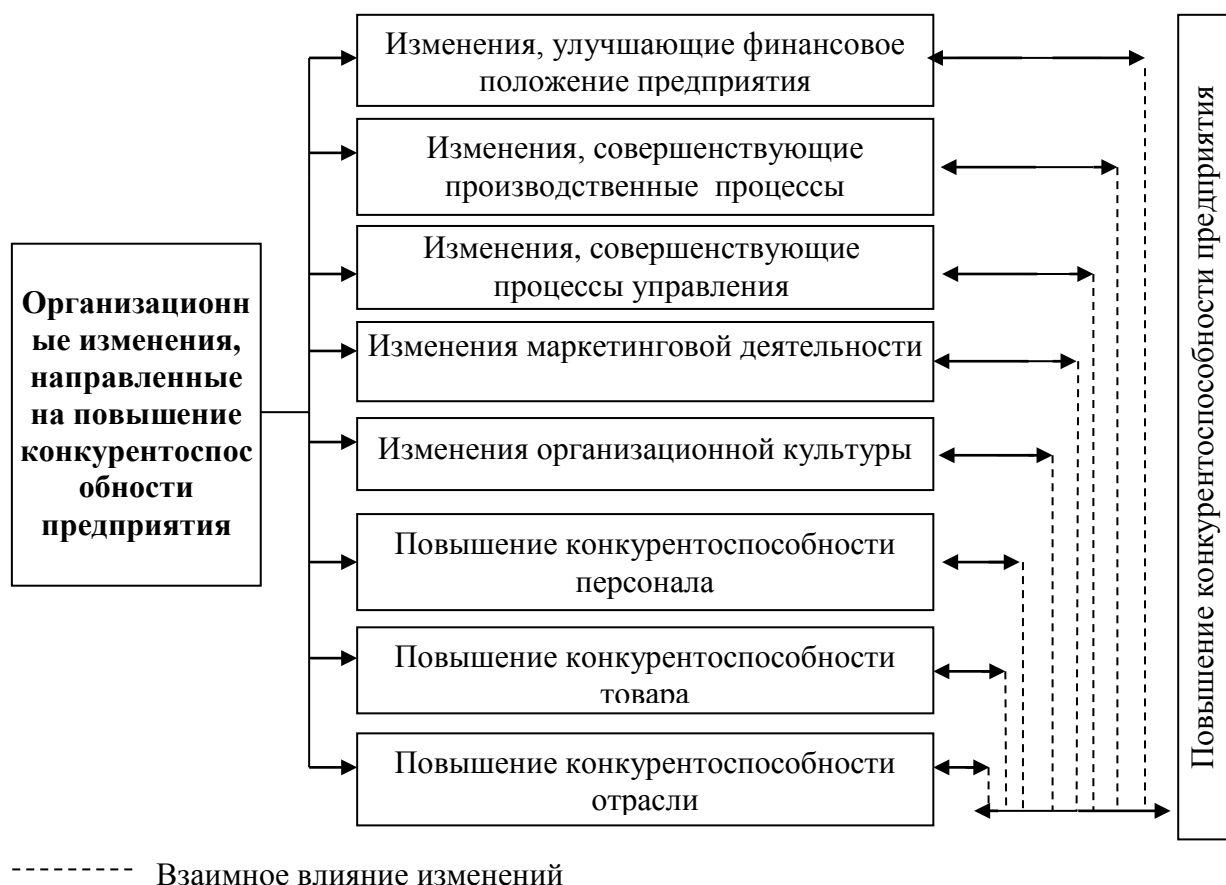 Организационн
ые изменения,
направленные
на повышение
конкурентоспос
обности
предприятия
Изменения, улучшающие финансовое
положение предприятия
Изменения, совершенствующие
производственные процессы
Изменения, совершенствующие
процессы управления
Изменения маркетинговой деятельности
Изменения организационной культуры
Повышение конкурентоспособности
персонала
Повышение конкурентоспособности
товара
Повышение конкурентоспособности
отрасли
Повышение конкурентоспособности предприятия
Взаимное влияние изменений